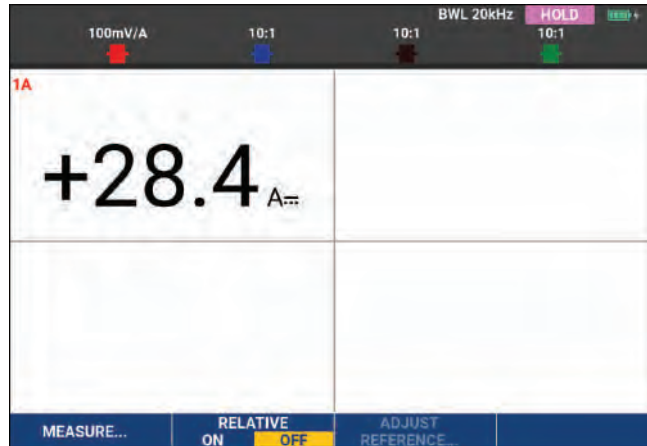 BWL 20kHz HOLD
100mV/A 10:1 10:1 10:1
1A
+28.4 A
MEASURE... RELATIVE ADJUST
ON OFF REFERENCE...